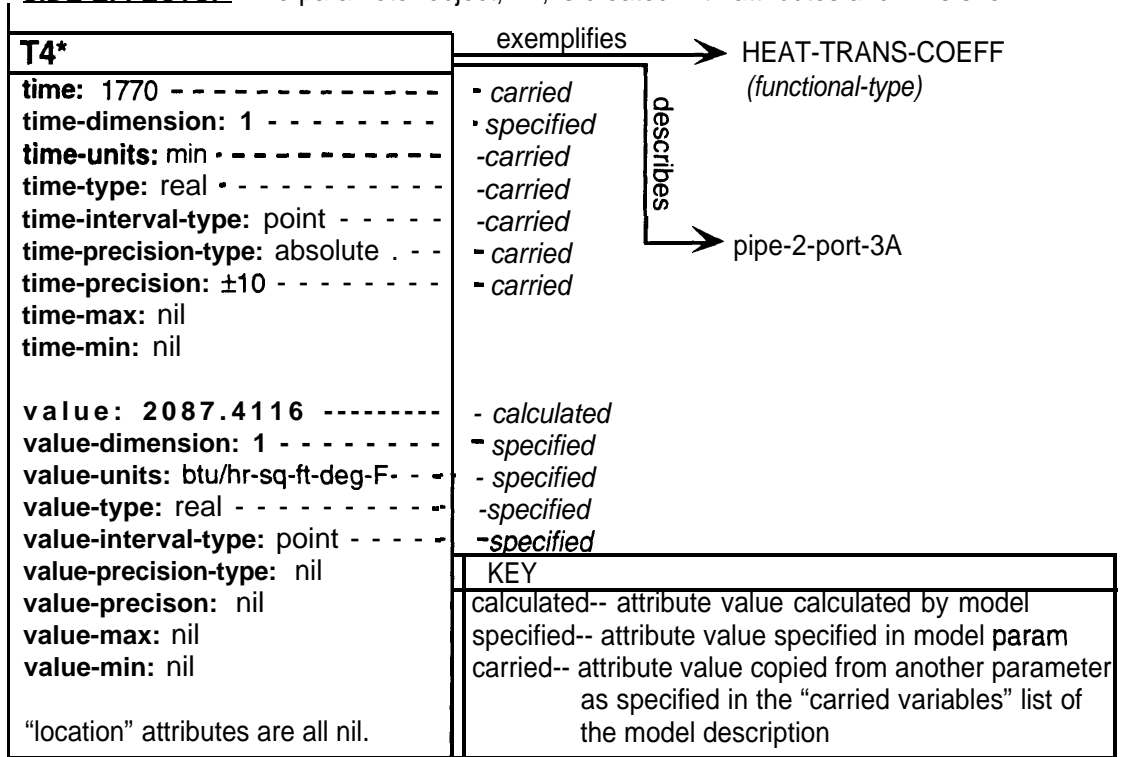 T4* exemplifies HEAT-TRANS-COEFF
(functional-type)
describes
pipe-2-port-3A
time: 1770 - - - - - - - - - - - - - - carried
time-dimension: 1 - - - - - - - - - specified
time-units: min - - - - - - - - - - - -carried
time-type: real - - - - - - - - - - - -carried
time-interval-type: point - - - - - -carried
time-precision-type: absolute . - - - carried
time-precision: ±10 - - - - - - - - - carried
time-max: nil
time-min: nil
value: 2087.4116 --------- - calculated
value-dimension: 1 - - - - - - - - - specified
value-units: btu/hr-sq-ft-deg-F- - - - specified
value-type: real - - - - - - - - - - - -specified
value-interval-type: point - - - - - -specified
value-precision-type: nil
value-precison: nil
value-max: nil
value-min: nil
"location" attributes are all nil.
KEY
calculated-- attribute value calculated by model
specified-- attribute value specified in model param
carried-- attribute value copied from another parameter
as specified in the "carried variables" list of
the model description